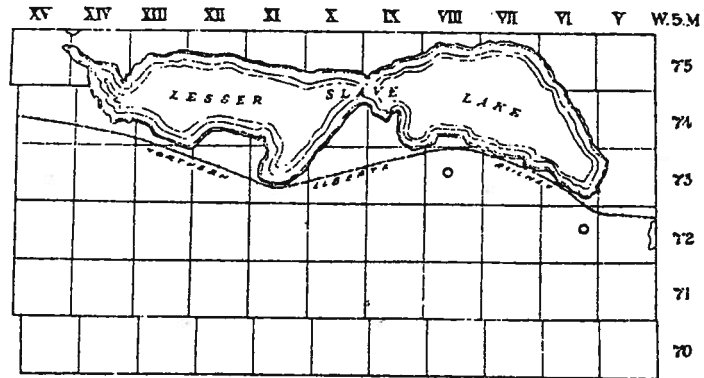 XV XIV XIII XII XI X IX VIII VII VI V W.5.M
75
LESSER SLAVE LAKE
74
NORTHERN ALBERTA RAILWAY
73
72
71
70